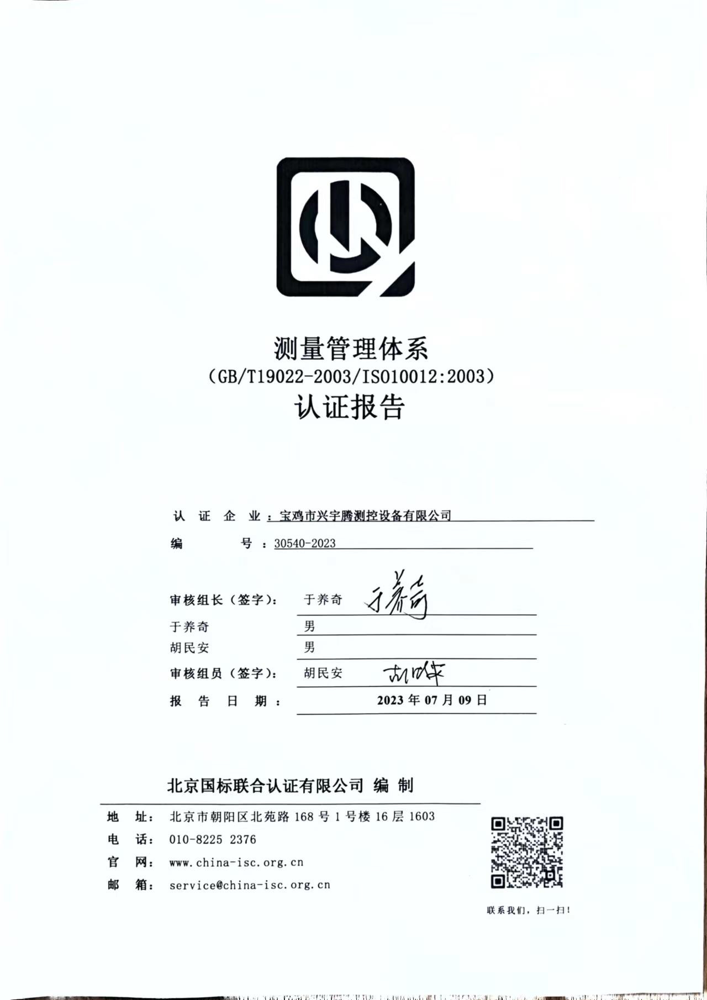 测量管理体系
（GB/T19022-2003/ISO10012:2003）
认证报告
认 证 企 业：宝鸡市兴宇腾测控设备有限公司
编 号：30540-2023
审核组长（签字）： 于养奇 于养奇
于养奇 男
胡民安 男
审核组员（签字）： 胡民安 胡民安
报 告 日 期： 2023 年 07 月 09 日
北京国标联合认证有限公司 编 制
地 址： 北京市朝阳区北苑路 168 号 1 号楼 16 层 1603
电 话： 010-8225 2376
官 网： www.china-isc.org.cn
邮 箱： service@china-isc.org.cn
联系我们，扫一扫！